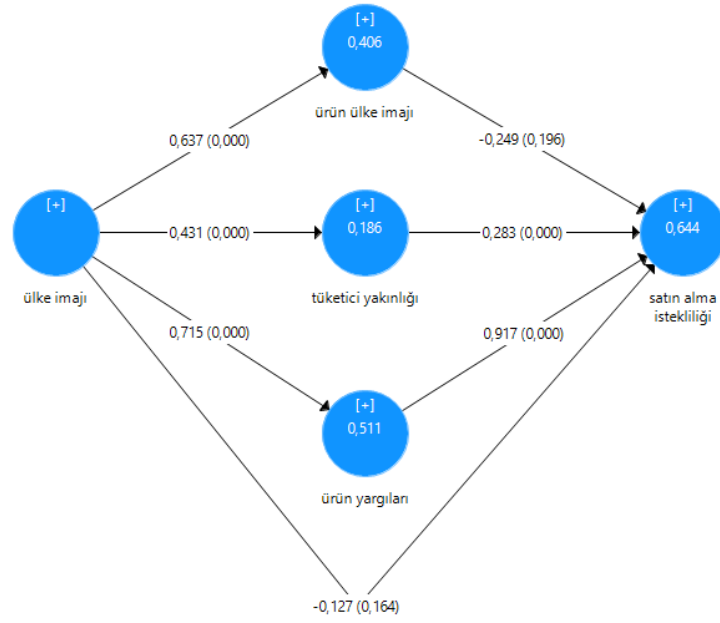 [+]
0,406
ürün ülke imajı
0,637 (0,000)
-0,249 (0,196)
[+]
ülke imajı
0,431 (0,000)
[+]
0,186
tüketici yakınlığı
0,283 (0,000)
[+]
0,644
satın alma
istekliliği
0,715 (0,000)
0,917 (0,000)
[+]
0,511
ürün yargıları
-0,127 (0,164)